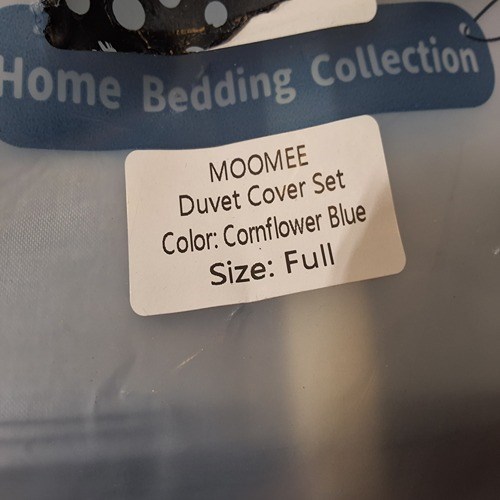 Home Bedding Collection
MOOMEE
Duvet Cover Set
Color: Cornflower Blue
Size: Full